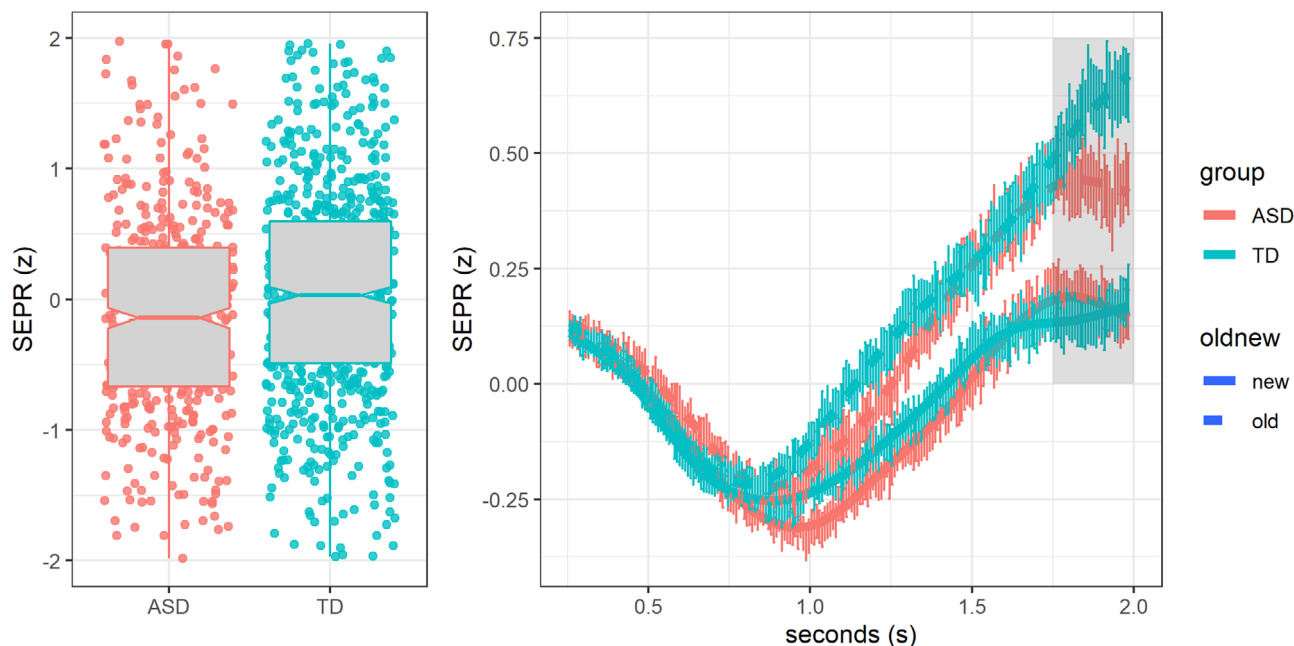 SEPR (z)
2
1
0
-1
-2
ASD
TD
SEPR (z)
0.75
0.50
0.25
0.00
-0.25
0.5
1.0
1.5
2.0
seconds (s)
group
ASD
TD
oldnew
new
old